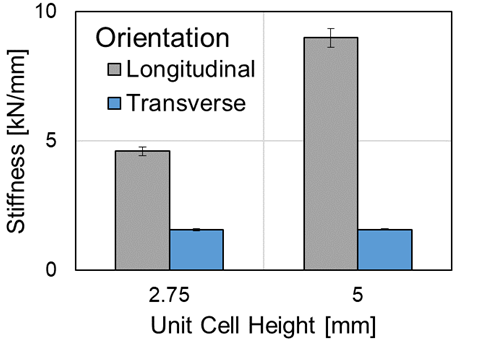 10
Orientation
Longitudinal
Transverse
5
0
Stiffness [kN/mm]
2.75
5
Unit Cell Height [mm]